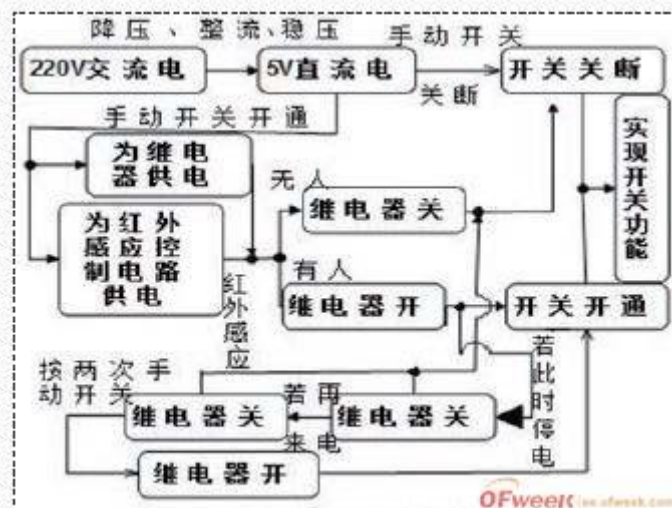 降压、整流、稳压
手动开关
220V交流电
5V直流电
开关关断
关断
手动开关开通
为继电
器供电
实现开关功能
无人
继电器关
为红外
感应控
制电路
供电
有人
红外感应
继电器开
开关开通
按两次手
动开关
若再
来电
若此时停电
继电器关
继电器关
继电器开
OFweek